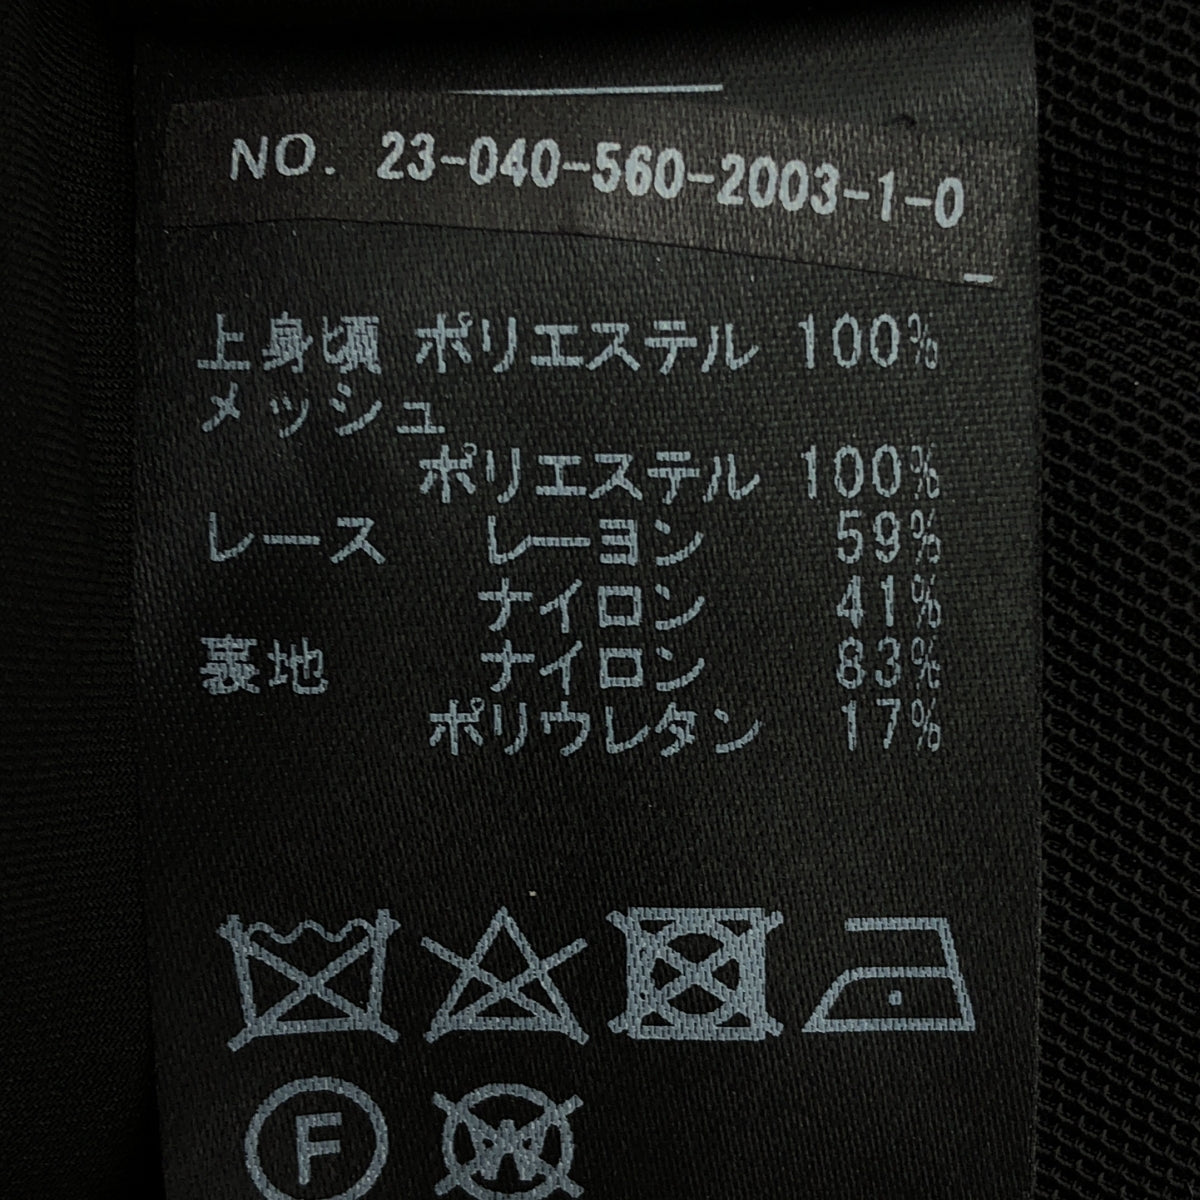 NO. 23-040-560-2003-1-0
上身頃 ポリエステル 100%
メッシュ
ポリエステル 100%
レース レーヨン 59%
ナイロン 41%
裏地 ナイロン 83%
ポリウレタン 17%
F W